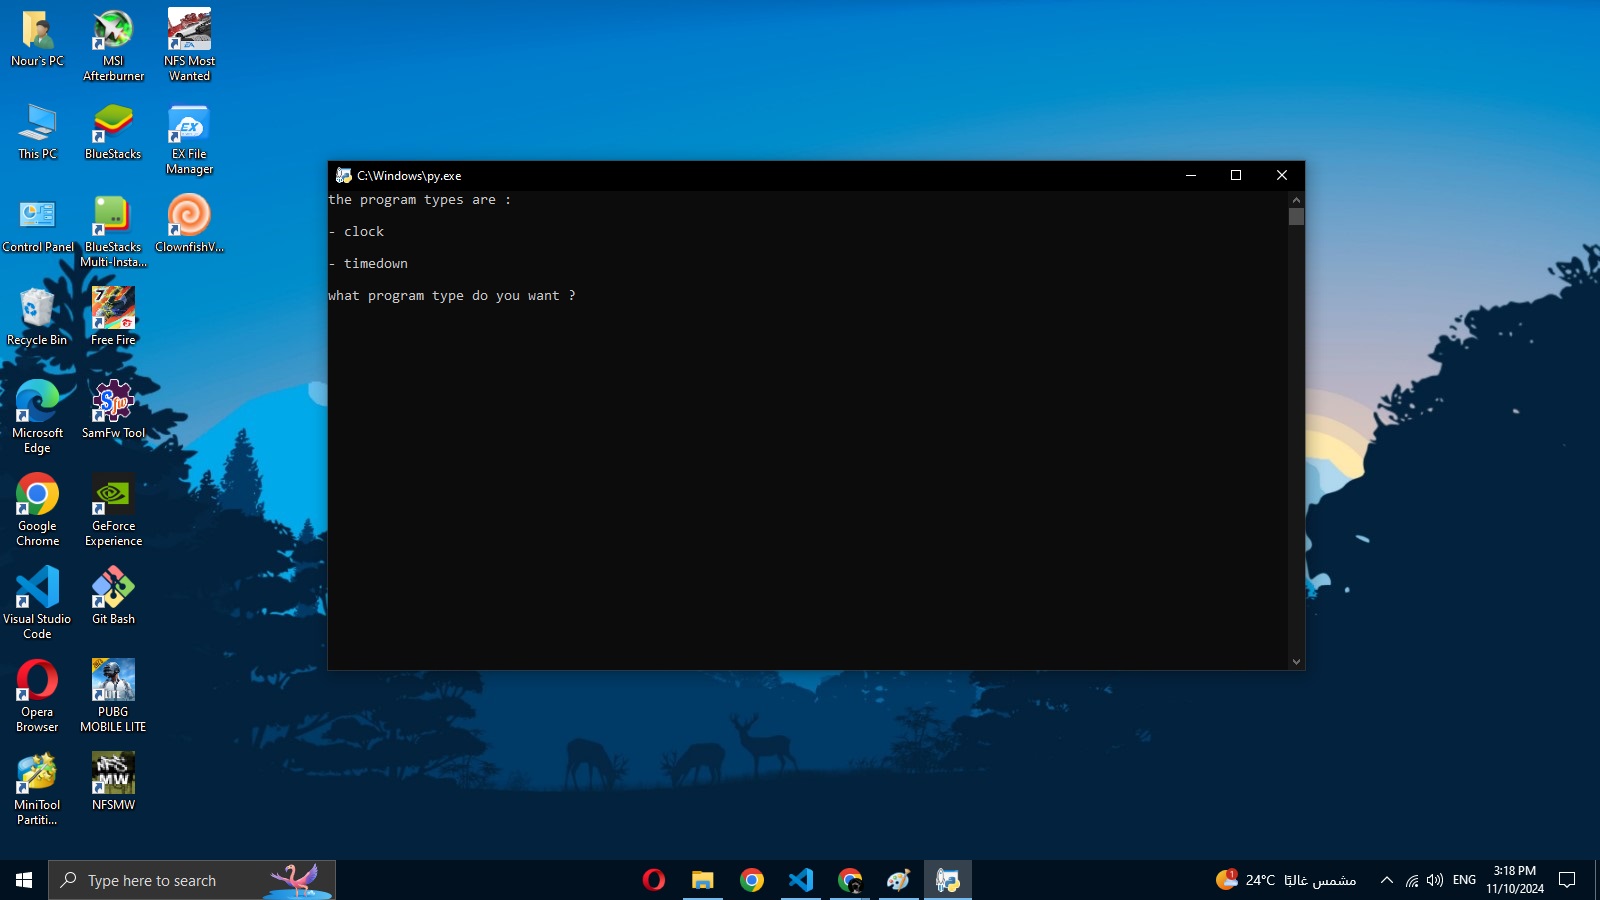 Nour`s PC
MSI
Afterburner
NFS Most
Wanted
This PC
BlueStacks
EX File
Manager
Control Panel
BlueStacks
Multi-Insta...
ClownfishV...
Recycle Bin
Free Fire
Microsoft
Edge
SamFw Tool
Google
Chrome
GeForce
Experience
Visual Studio
Code
Git Bash
Opera
Browser
PUBG
MOBILE LITE
MiniTool
Partiti...
NFSMW
C:\Windows\py.exe
the program types are :
- clock
- timedown
what program type do you want ?
Type here to search
24°C مشمس غالبًا
ENG
3:18 PM
11/10/2024